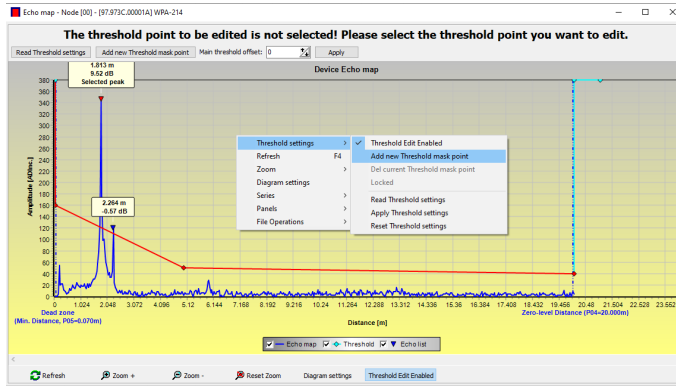 Echo map - Node [00] - [97.973C.00001A] WPA-214
The threshold point to be edited is not selected! Please select the threshold point you want to edit.
Read Threshold settings Add new Threshold mask point Main threshold offset: 0 Apply
Device Echo map
1.813 m
9.52 dB
Selected peak
2.264 m
-0.57 dB
Amplitude [ADinc.]
380
360
340
320
300
280
260
240
220
200
180
160
140
120
100
80
60
40
20
0
Threshold settings
Refresh F4
Zoom
Diagram settings
Series
Panels
File Operations
Threshold Edit Enabled
Add new Threshold mask point
Del current Threshold mask point
Locked
Read Threshold settings
Apply Threshold settings
Reset Threshold settings
1.024 2.048 3.072 4.096 5.12 6.144 7.168 8.192 9.216 10.24 11.264 12.288 13.312 14.336 15.36 16.384 17.408 18.432 19.456 20.48 21.504 22.528 23.552
Dead zone
(Min. Distance, P05=0.070m)
Zero-level Distance (P04=20.000m)
Distance [m]
Echo map Threshold Echo list
Refresh Zoom + Zoom - Reset Zoom Diagram settings Threshold Edit Enabled